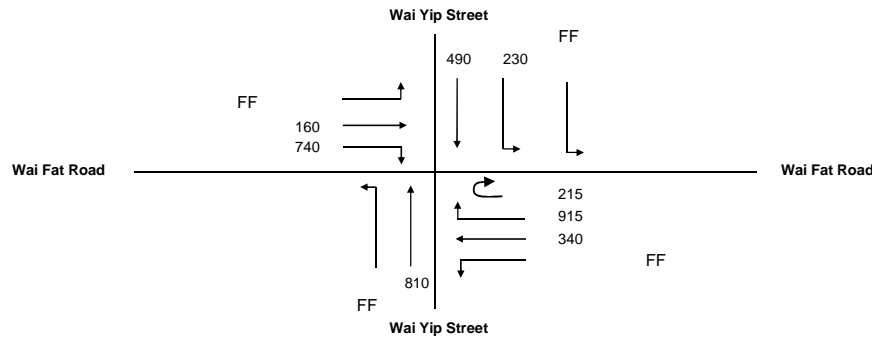 Wai Yip Street
FF
490 230
FF
160
740
Wai Fat Road Wai Fat Road
215
915
340
FF
810
FF
Wai Yip Street